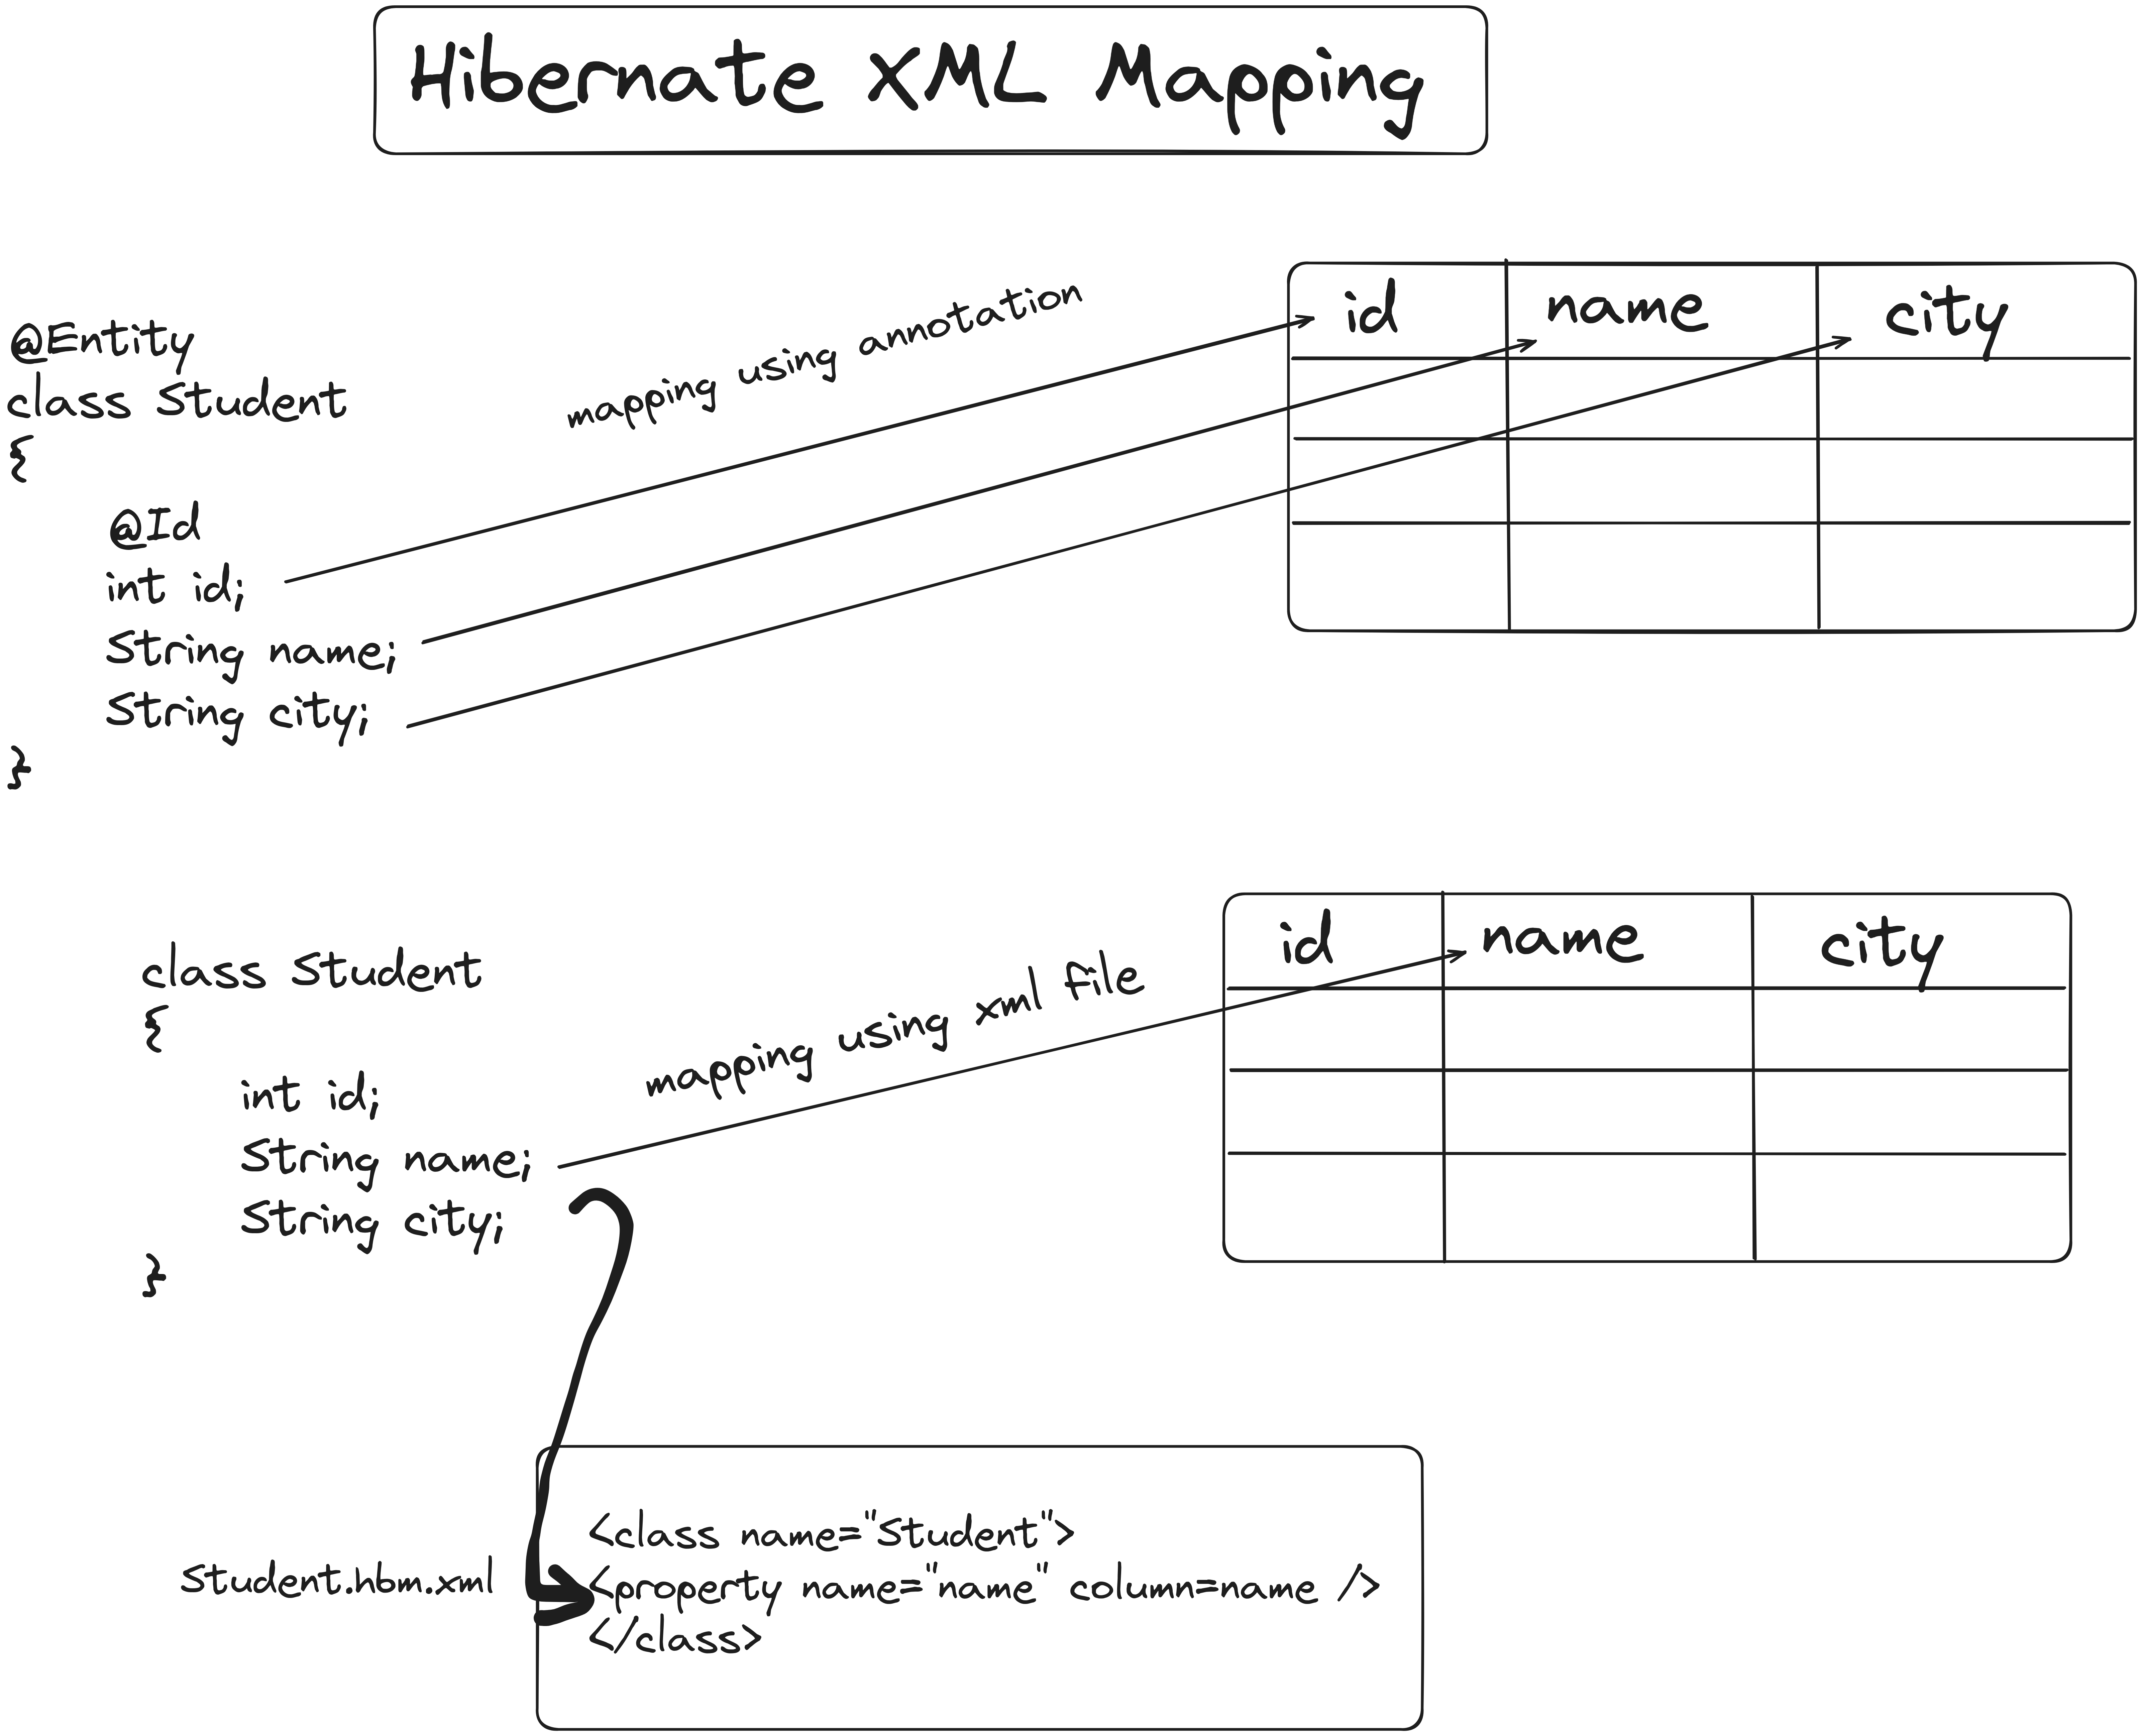 Hibernate XML Mapping
mapping using annotation
id name city
@Entity
class Student
{
@Id
int id;
String name;
String city;
}
id name city
class Student
{
mapping using xml file
int id;
String name;
String city;
}
<class name="Student">
Student.hbm.xml
<property name="name" column=name />
</class>